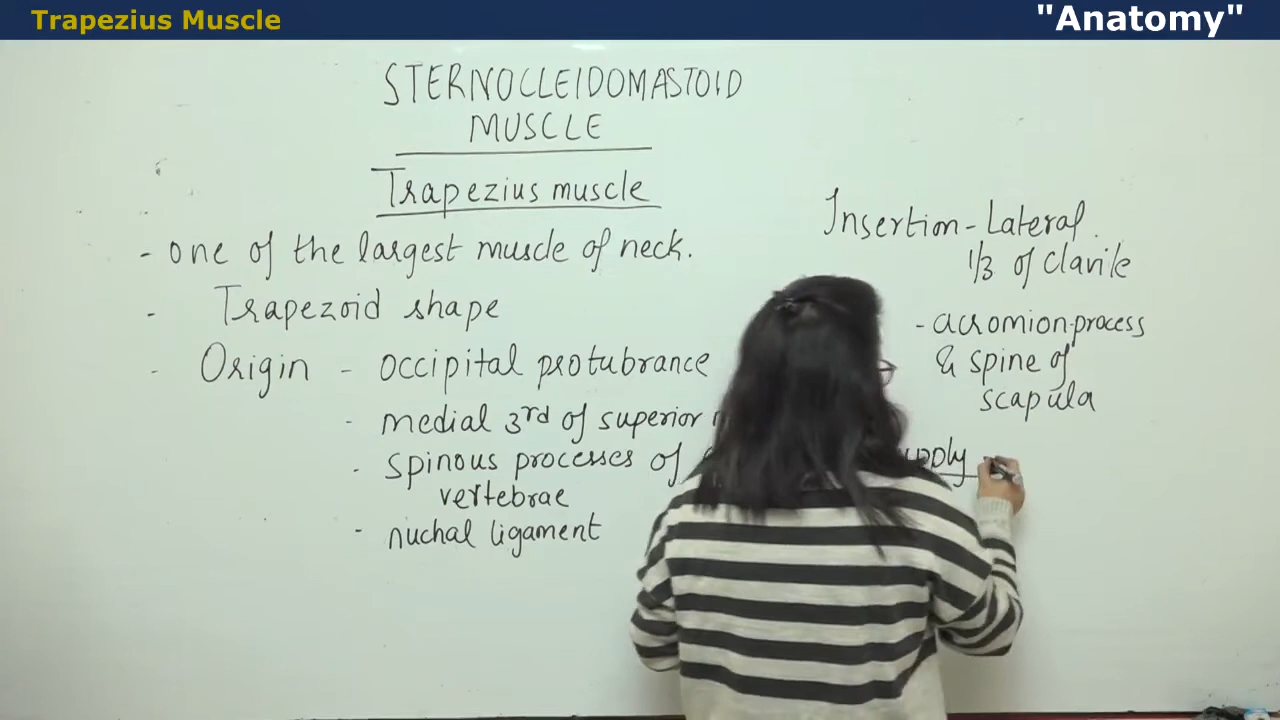 Trapezius Muscle
"Anatomy"
STERNOCLEIDOMASTOID
MUSCLE
Trapezius muscle
- one of the largest muscle of neck.
- Trapezoid shape
- Origin - occipital protubrance
- medial 3rd of superior
- spinous processes of
vertebrae
- nuchal ligament
Insertion - Lateral.
1/3 of clavile
- acromion process
& spine of
scapula